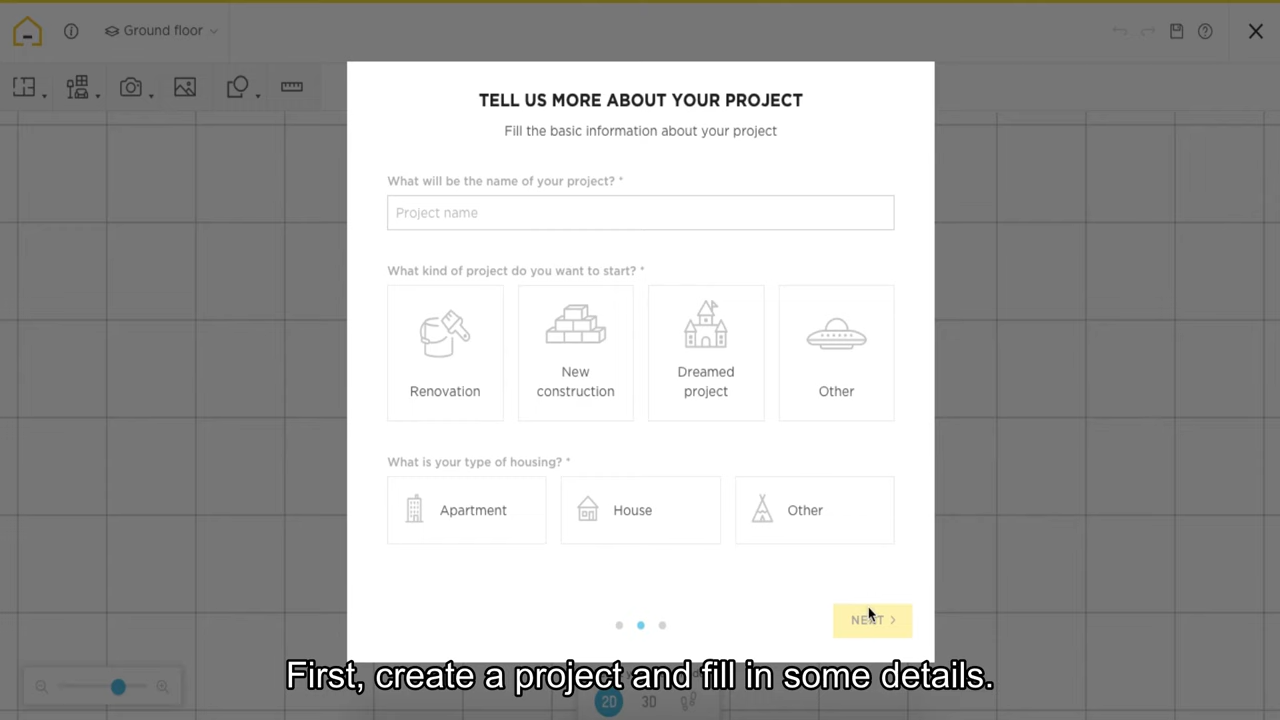 Ground floor
TELL US MORE ABOUT YOUR PROJECT
Fill the basic information about your project
What will be the name of your project? *
Project name
What kind of project do you want to start? *
Renovation
New
construction
Dreamed
project
Other
What is your type of housing? *
Apartment
House
Other
NEXT >
First, create a project and fill in some details.
2D 3D